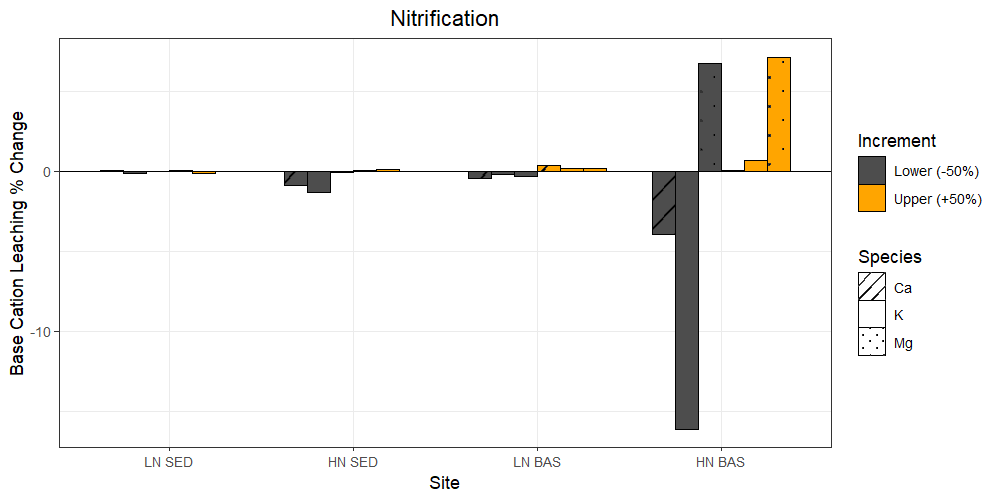 Nitrification
Base Cation Leaching % Change
0
-10
LN SED
HN SED
LN BAS
HN BAS
Site
Increment
Lower (-50%)
Upper (+50%)
Species
Ca
K
Mg